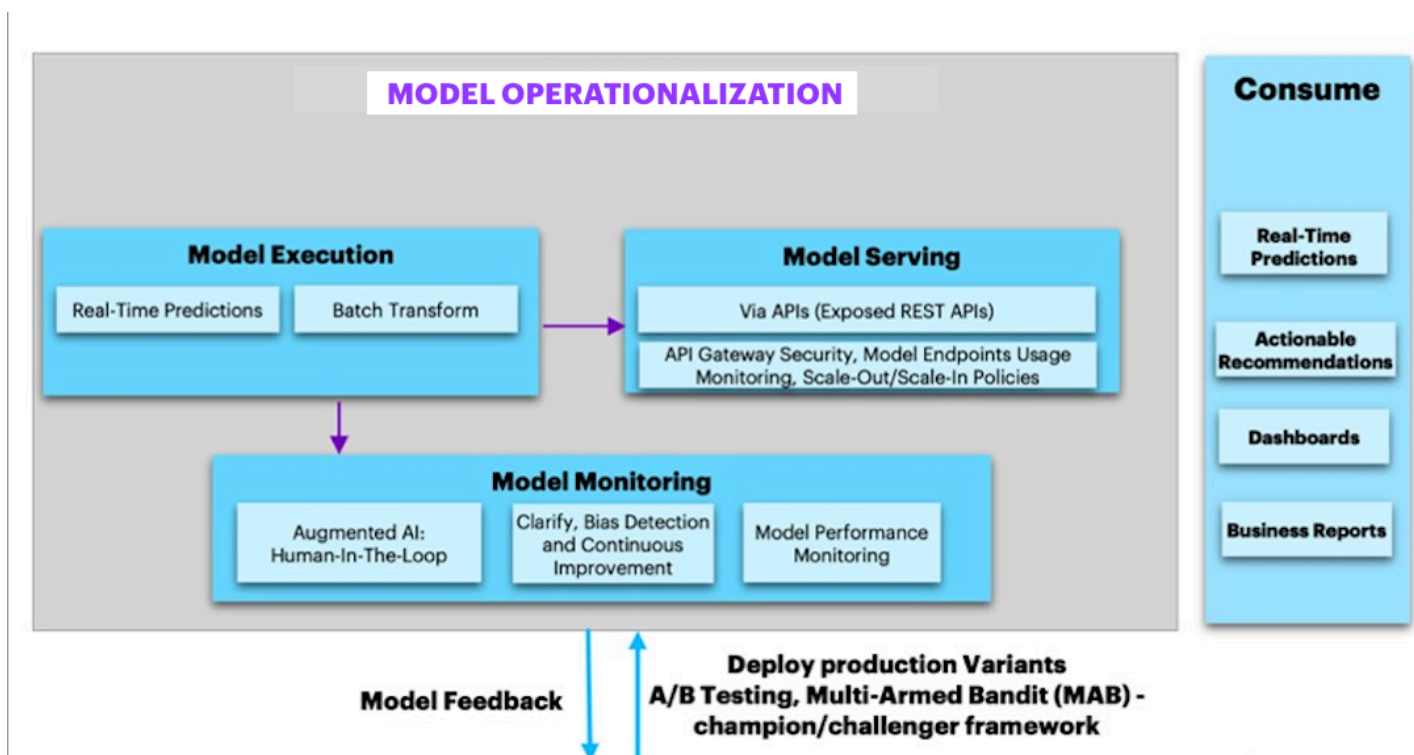 MODEL OPERATIONALIZATION
Consume
Model Execution
Real-Time Predictions
Batch Transform
Model Serving
Via APIs (Exposed REST APIs)
API Gateway Security, Model Endpoints Usage
Monitoring, Scale-Out/Scale-In Policies
Model Monitoring
Augmented AI:
Human-In-The-Loop
Clarify, Bias Detection
and Continuous
Improvement
Model Performance
Monitoring
Real-Time
Predictions
Actionable
Recommendations
Dashboards
Business Reports
Model Feedback
Deploy production Variants
A/B Testing, Multi-Armed Bandit (MAB) -
champion/challenger framework